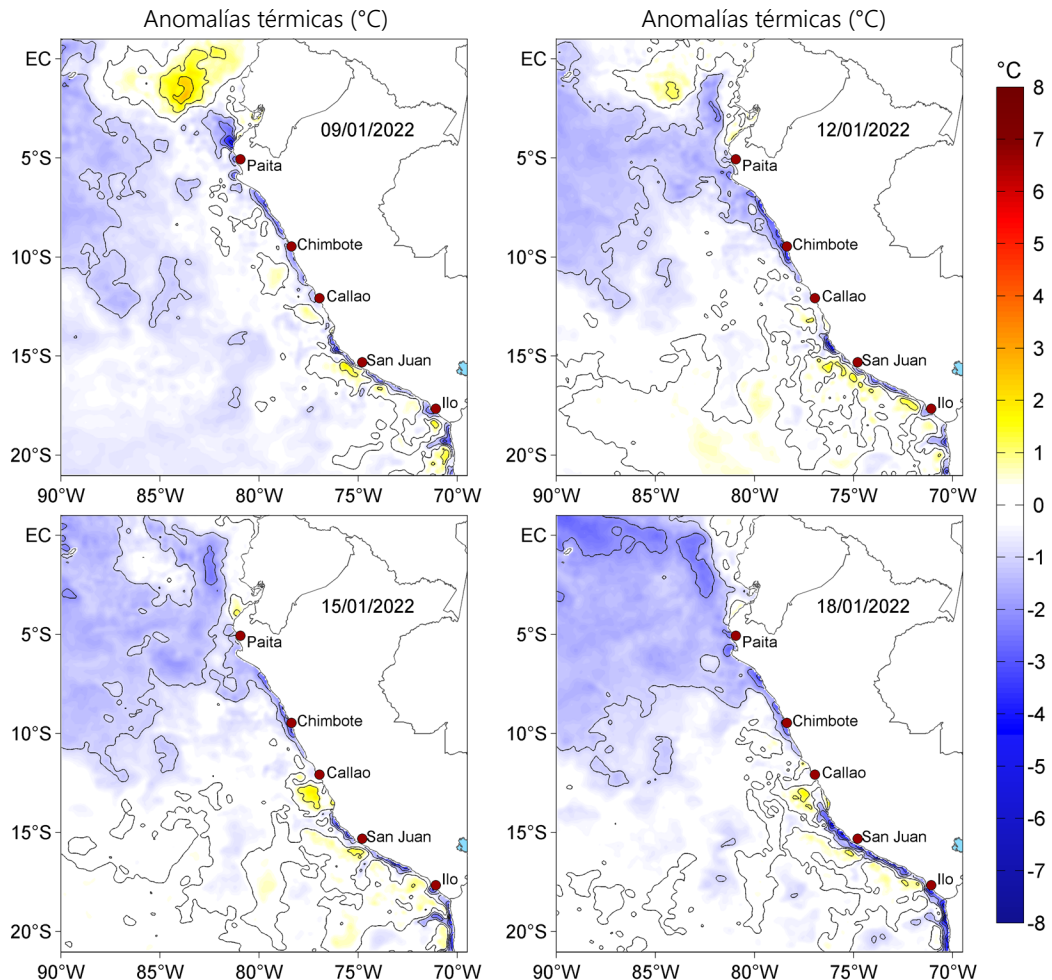 Anomalías térmicas (°C)
Anomalías térmicas (°C)
°C
EC
5°S
10°S
15°S
20°S
09/01/2022
Paita
Chimbote
Callao
San Juan
Ilo
90°W
85°W
80°W
75°W
70°W
EC
5°S
10°S
15°S
20°S
12/01/2022
Paita
Chimbote
Callao
San Juan
Ilo
90°W
85°W
80°W
75°W
70°W
EC
5°S
10°S
15°S
20°S
15/01/2022
Paita
Chimbote
Callao
San Juan
Ilo
90°W
85°W
80°W
75°W
70°W
EC
5°S
10°S
15°S
20°S
18/01/2022
Paita
Chimbote
Callao
San Juan
Ilo
90°W
85°W
80°W
75°W
70°W
8
7
6
5
4
3
2
1
0
-1
-2
-3
-4
-5
-6
-7
-8